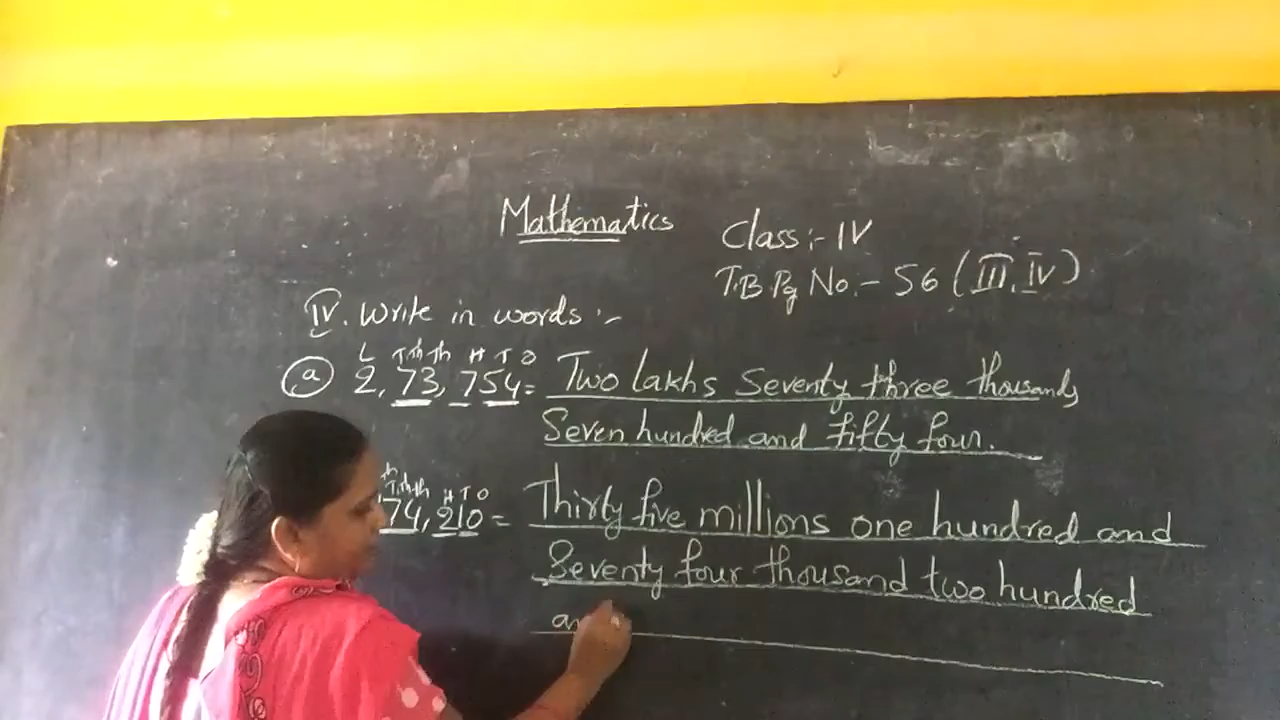 Mathematics
Class:- IV
T.B.Pg No.- 56 (III, IV)
IV. Write in words :-
L T.th th H T O
(a) 2,73,754= Two lakhs Seventy three thousands
Seven hundred and fifty four.
th T.th th H T O
74,210= Thirty five millions one hundred and
Seventy four thousand two hundred